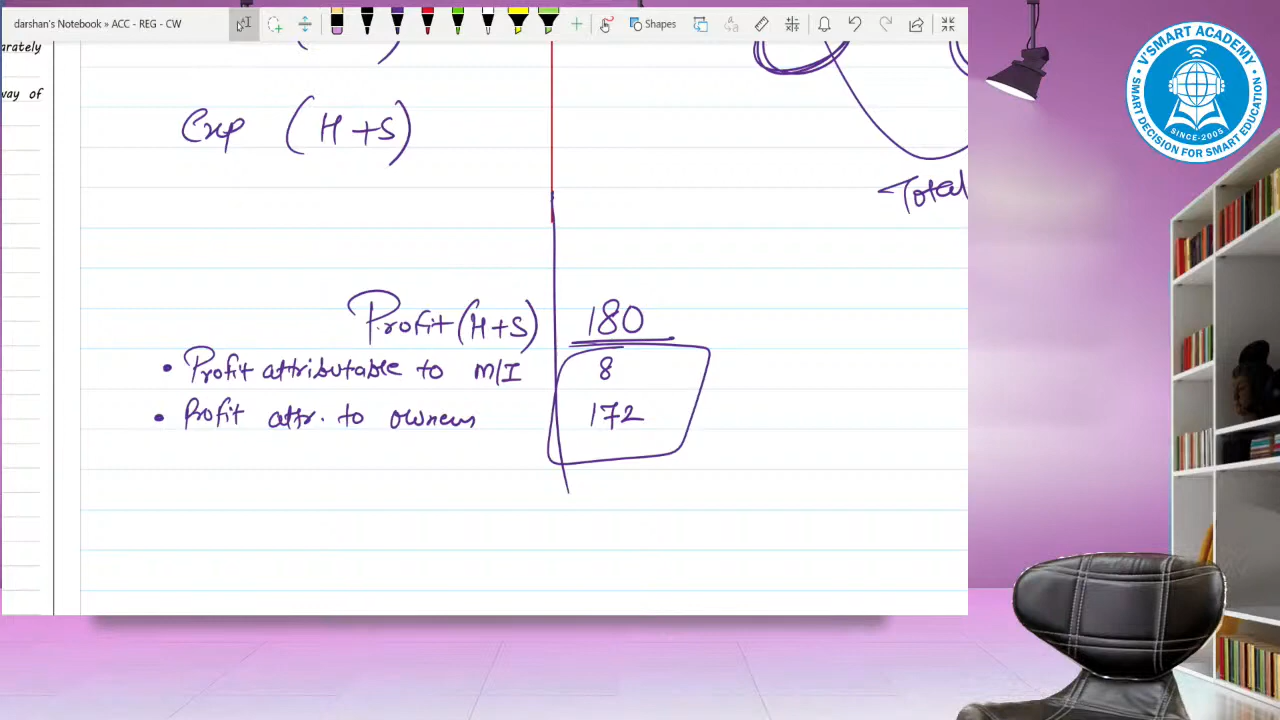 darshan's Notebook » ACC - REG - CW
Shapes
arately
way of
Exp (H+S)
Total
Profit (H+S) 180
• Profit attributable to M/I 8
• Profit attr. to owners 172
V'SMART ACADEMY
SINCE-2005
SMART DECISION FOR SMART EDUCATION